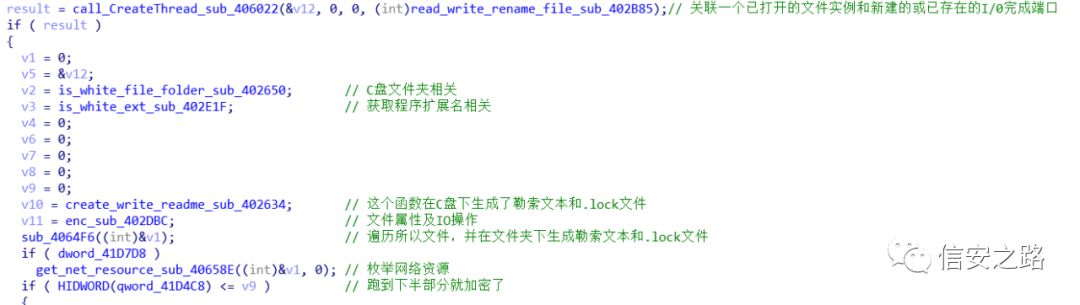 result = call_CreateThread_sub_406022(&v12, 0, 0, (int)read_write_rename_file_sub_402B85);// 关联一个已打开的文件实例和新建的或已存在的I/O完成端口
if ( result )
{
v1 = 0;
v5 = &v12;
v2 = is_white_file_folder_sub_402650; // C盘文件夹相关
v3 = is_white_ext_sub_402E1F; // 获取程序扩展名相关
v4 = 0;
v6 = 0;
v7 = 0;
v8 = 0;
v9 = 0;
v10 = create_write_readme_sub_402634; // 这个函数在C盘下生成了勒索文本和.lock文件
v11 = enc_sub_402DBC; // 文件属性及IO操作
sub_4064F6((int)&v1); // 遍历所以文件，并在文件夹下生成勒索文本和.lock文件
if ( dword_41D7D8 )
get_net_resource_sub_40658E((int)&v1, 0); // 枚举网络资源
if ( HIDWORD(qword_41D4C8) <= v9 ) // 跑到下半部分就加密了
{
信安之路